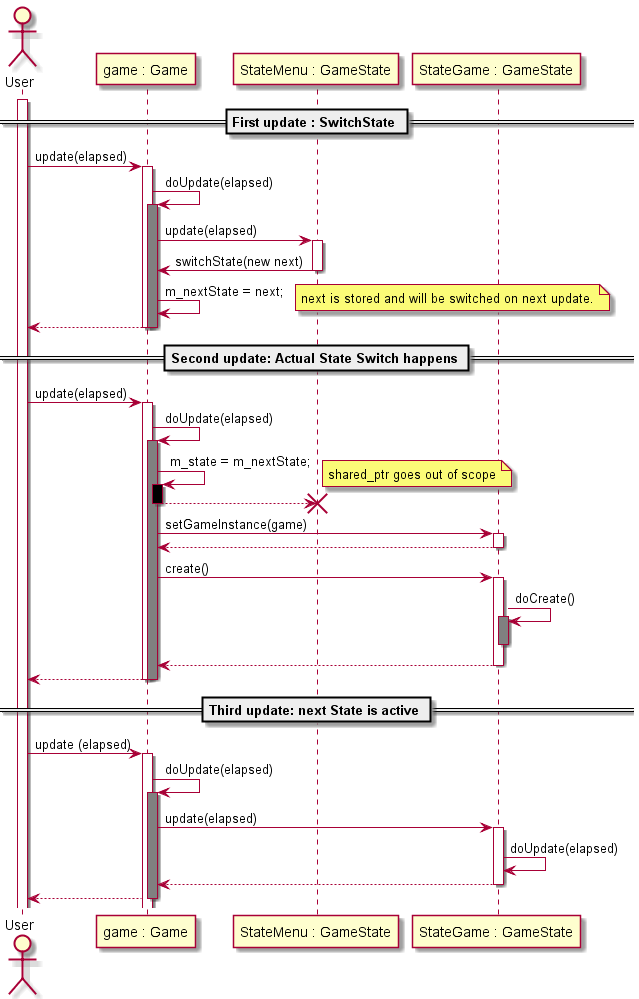 User
game : Game
StateMenu : GameState
StateGame : GameState
First update : SwitchState
update(elapsed)
doUpdate(elapsed)
update(elapsed)
switchState(new next)
m_nextState = next;
next is stored and will be switched on next update.
Second update: Actual State Switch happens
update(elapsed)
doUpdate(elapsed)
m_state = m_nextState;
shared_ptr goes out of scope
setGameInstance(game)
create()
doCreate()
Third update: next State is active
update (elapsed)
doUpdate(elapsed)
update(elapsed)
doUpdate(elapsed)
User
game : Game
StateMenu : GameState
StateGame : GameState